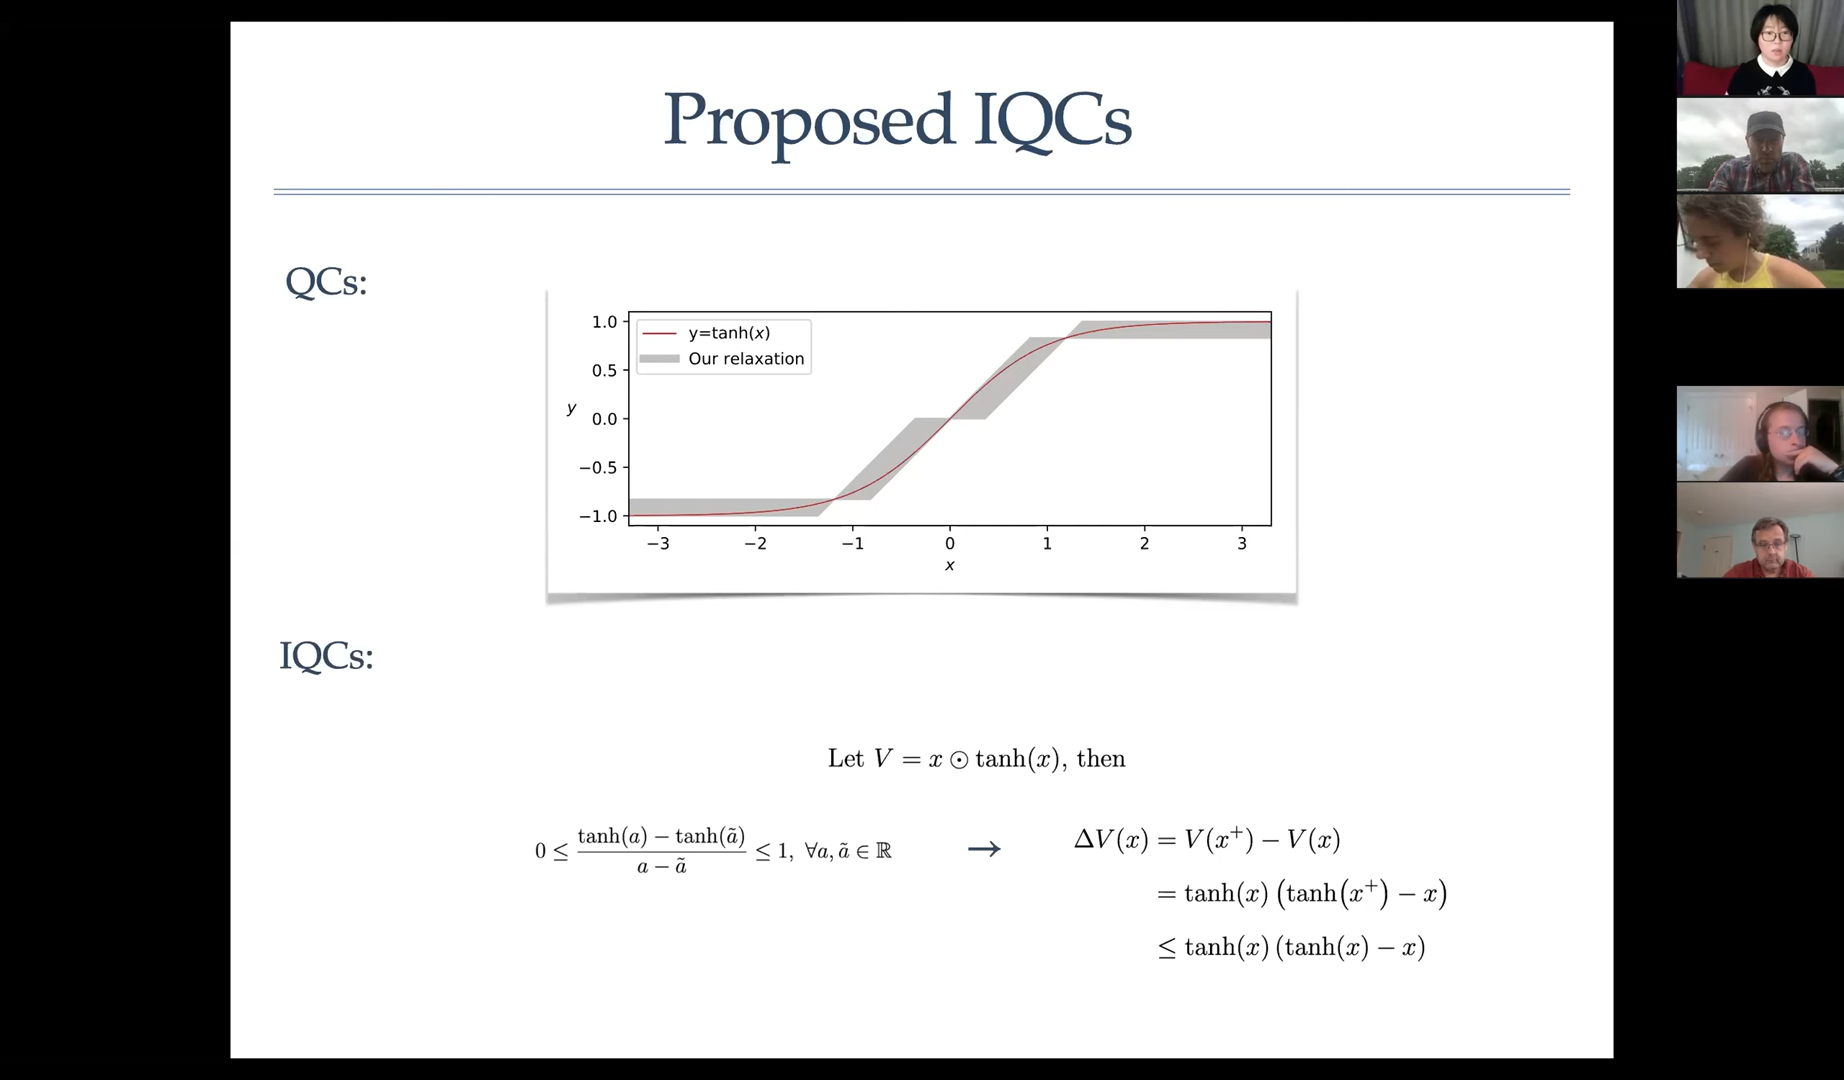 Proposed IQCs
QCs:
y=tanh(x)
Our relaxation
1.0
0.5
0.0
−0.5
−1.0
y
−3 −2 −1 0 1 2 3
x
IQCs:
Let V = x ⊙ tanh(x), then
0 ≤ (tanh(a) − tanh(ã)) / (a − ã) ≤ 1, ∀a, ã ∈ ℝ → ΔV(x) = V(x⁺) − V(x)
= tanh(x) (tanh(x⁺) − x)
≤ tanh(x) (tanh(x) − x)